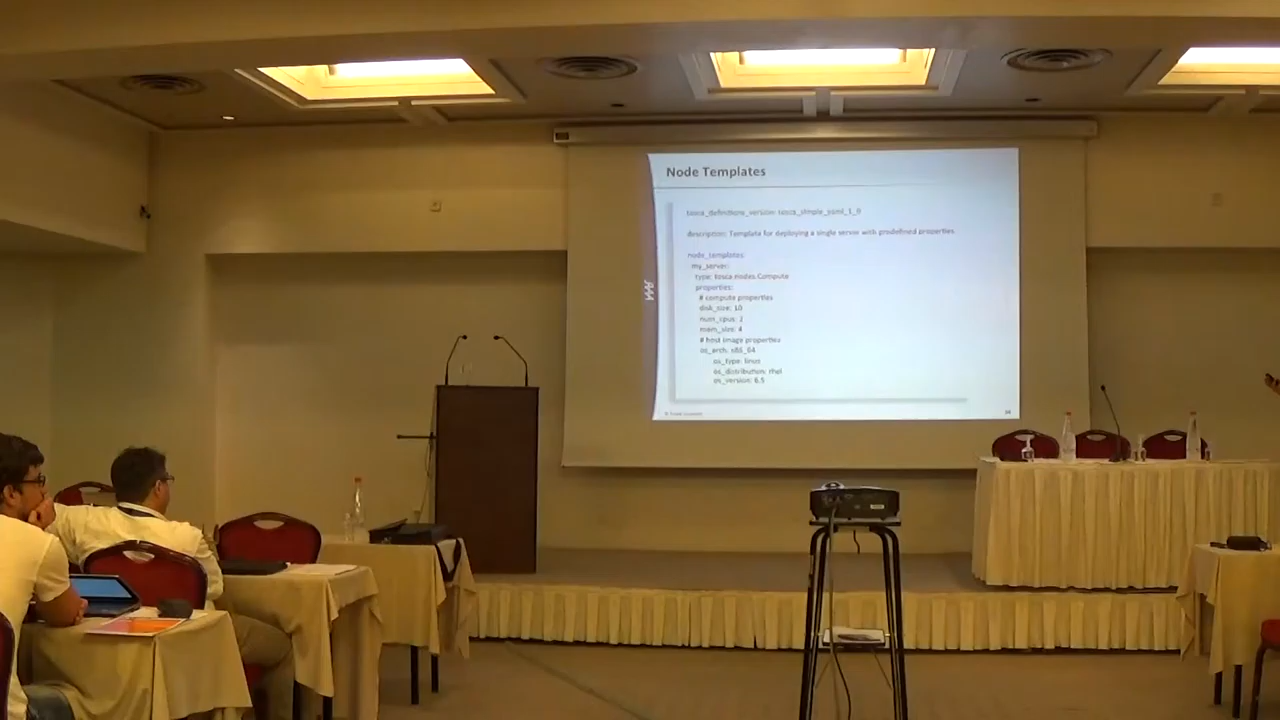 Node Templates
tosca_definitions_version: tosca_simple_yaml_1_0
description: Template for deploying a single server with predefined properties.
node_templates:
my_server:
type: tosca.nodes.Compute
properties:
# compute properties
disk_size: 10
num_cpus: 2
mem_size: 4
# host image properties
os_arch: x86_64
os_type: linux
os_distribution: rhel
os_version: 6.5